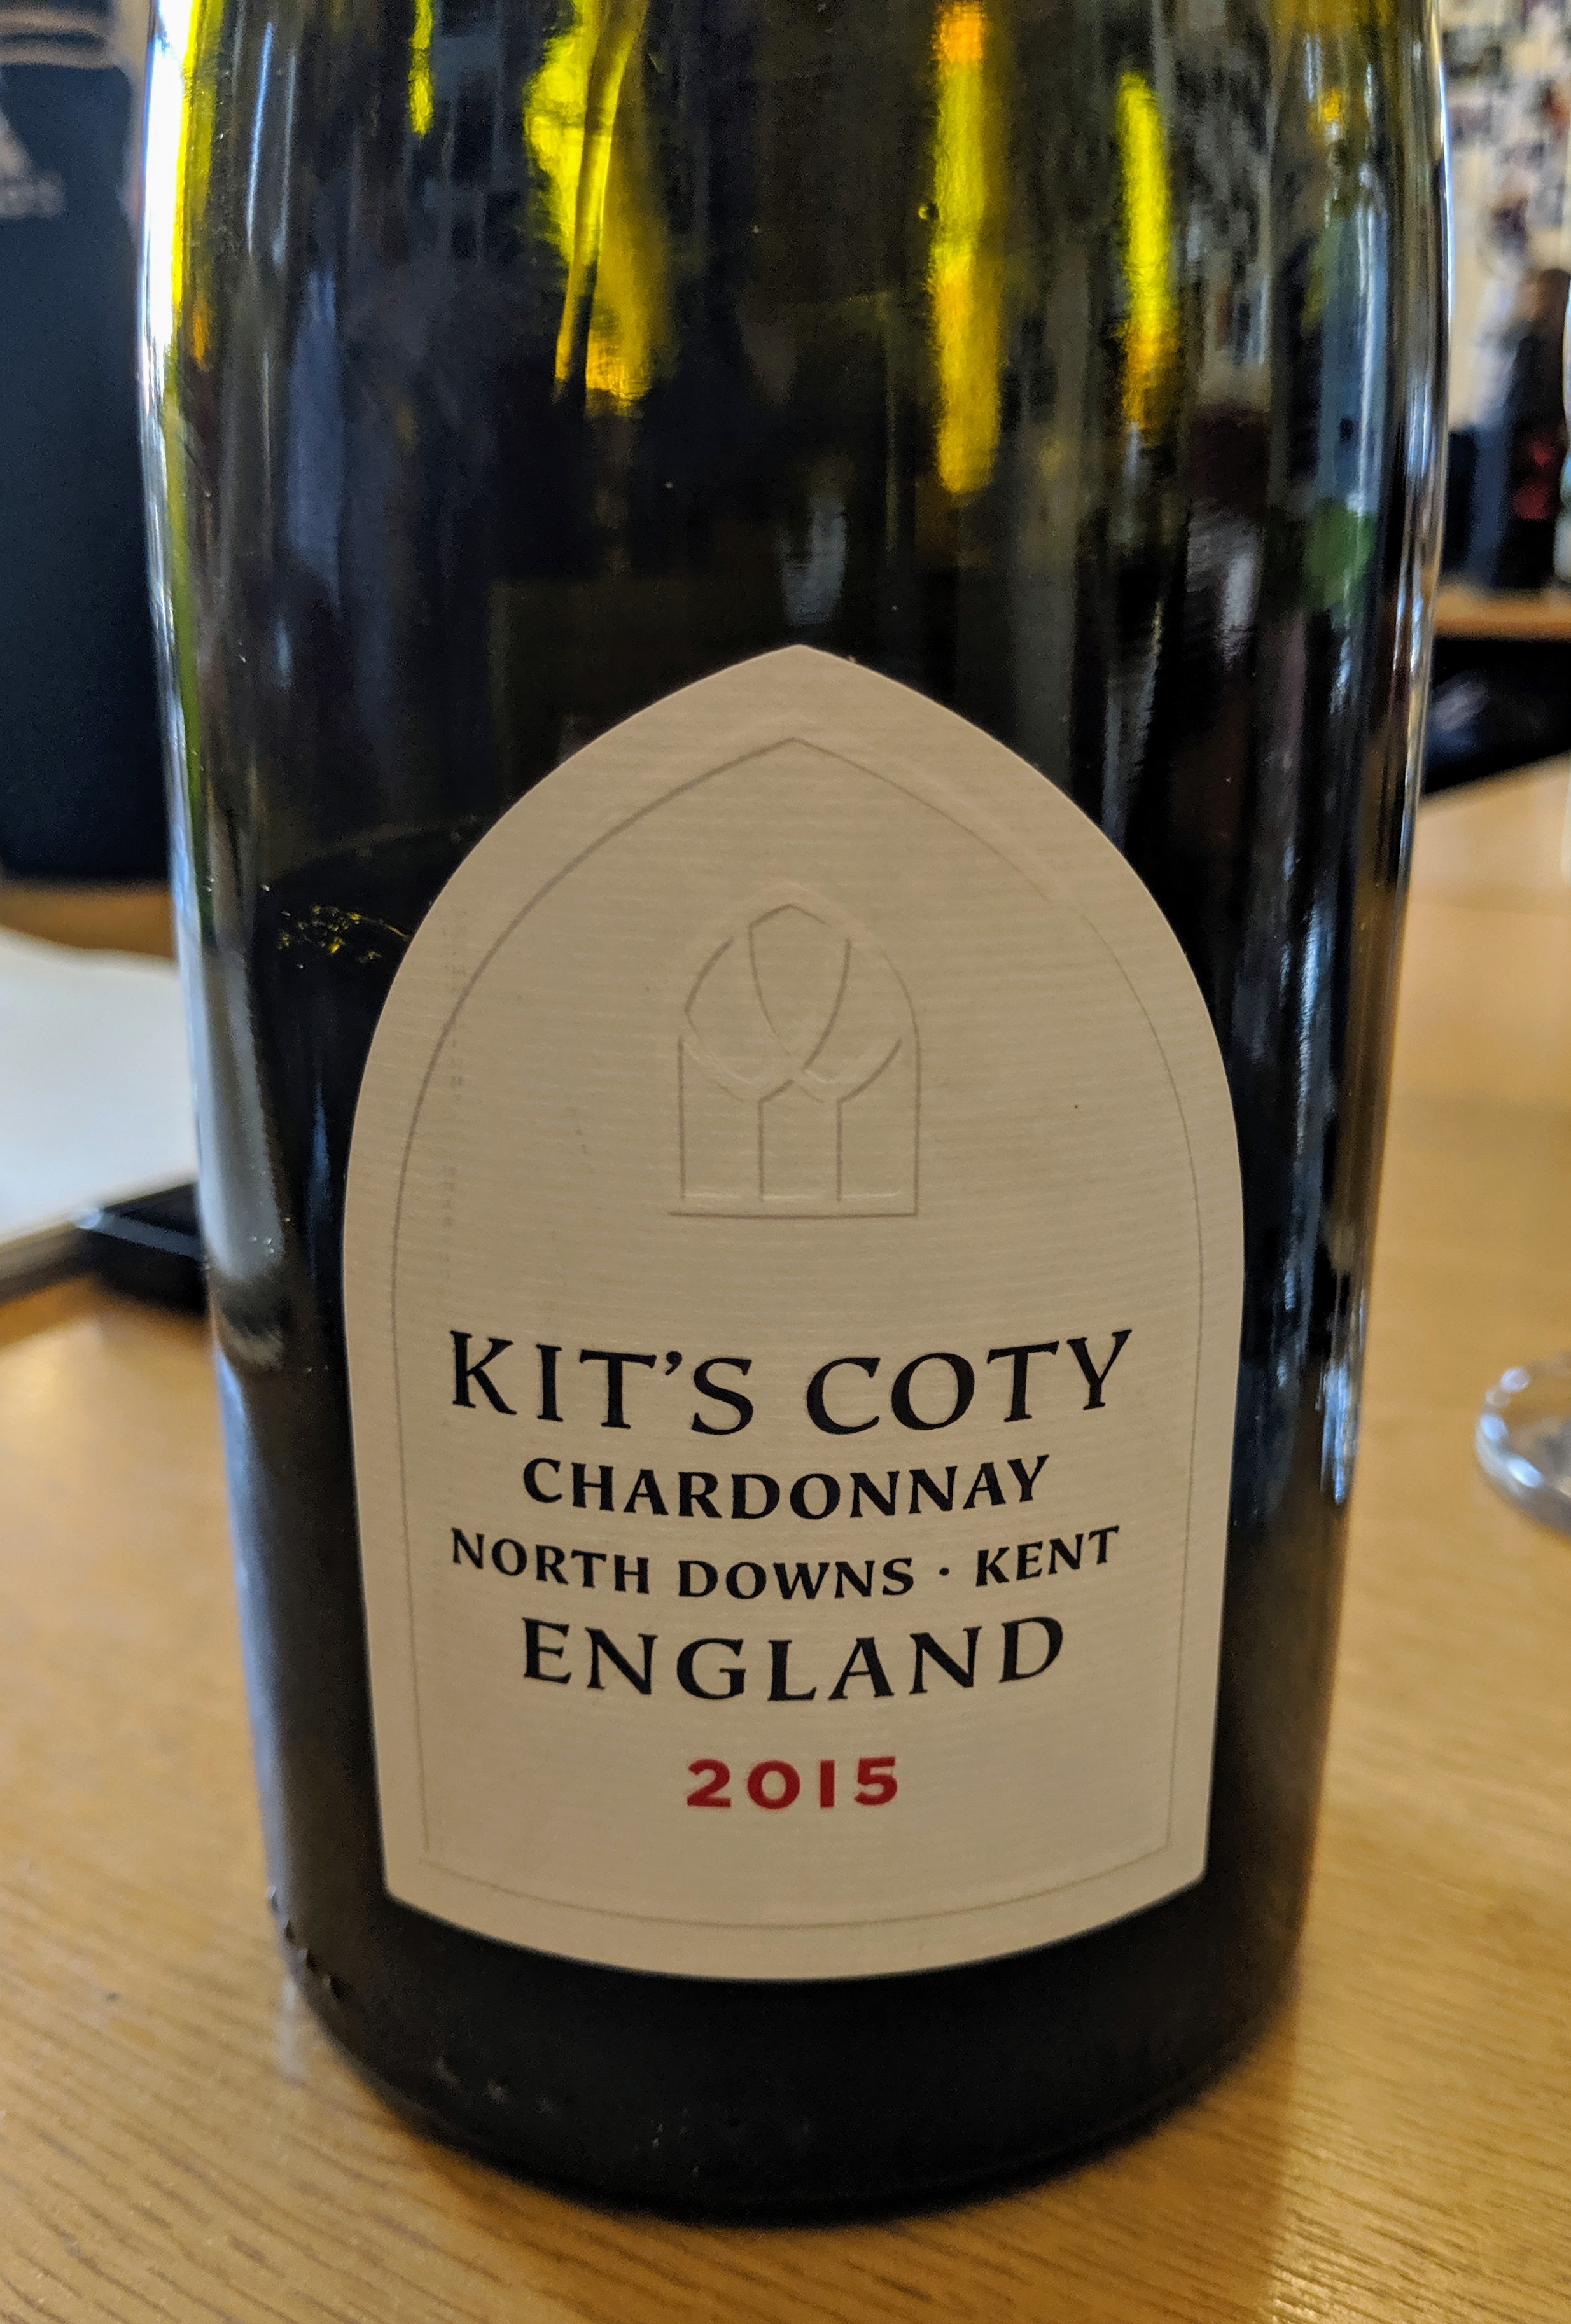 KIT'S COTY
CHARDONNAY
NORTH DOWNS · KENT
ENGLAND
2015